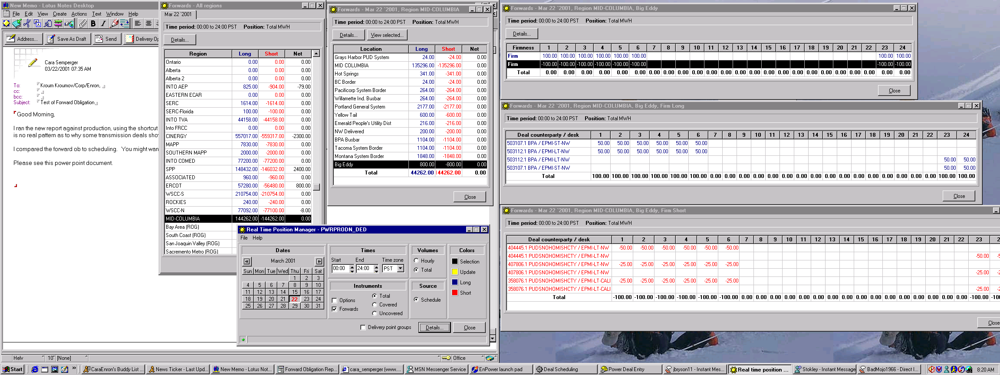 New Memo - Lotus Notes Desktop
File Edit View Create Actions Text Window Help
Address... Save As Draft Send Delivery Op
Cara Semperger
03/22/2001 07:35 AM
To: Kroum Kroumov/Corp/Enron,
cc:
bcc:
Subject: Test of Forward Obligation
Good Morning,
I ran the new report against production, using the shortcut
is no real pattern as to why some transmission deals sho
I compared the forward ob to scheduling. You might wan
Please see this power point document.
Helv 10 [None] Office
Forwards - All regions
Mar 22 `2001
Time period: 00:00 to 24:00 PST Position: Total MWH
Details...
Region Long Short Net
Ontario 0.00 0.00 0.00
Alberta 0.00 0.00 0.00
Alberta 2 0.00 0.00 0.00
INTO AEP 825.00 -904.00 -79.00
EASTERN ECAR 0.00 0.00 0.00
SERC 1614.00 -1614.00 0.00
SERC-Florida 100.00 -100.00 0.00
INTO TVA 44158.00 -44158.00 0.00
Into FRCC 0.00 0.00 0.00
CINERGY 557017.00 -559317.00 -2300.00
MAPP 7830.00 -7830.00 0.00
SOUTHERN MAPP 2000.00 -2000.00 0.00
INTO COMED 77200.00 -77200.00 0.00
SPP 148432.00 -146032.00 2400.00
ASSOCIATED 960.00 -960.00 0.00
ERCOT 57280.00 -56480.00 800.00
WSCC-S 210754.00 -210754.00 0.00
ROCKIES 240.00 -240.00 0.00
WSCC-N 77092.00 -77100.00 -8.00
MID-COLUMBIA 144262.00 -144262.00 0.00
Bay Area (ROG)
South Coast (ROG)
San Joaquin Valley (ROG)
Sacremento Metro (ROG)
Forwards - Mar 22 `2001, Region MID-COLUMBIA
Time period: 00:00 to 24:00 PST Position: Total MWH
Details... View selected...
Location Long Short Net
Grays Harbor PUD System 24.00 -24.00 0.00
MID COLUMBIA 135296.00 -135296.00 0.00
Hot Springs 341.00 -341.00 0.00
BC Border 24.00 -24.00 0.00
Pacificorp System Border 264.00 -264.00 0.00
Willamette Ind. Busbar 264.00 -264.00 0.00
Portland General System 2177.00 -2177.00 0.00
Yellow Tail 600.00 -600.00 0.00
Emerald People's Utility Dist 216.00 -216.00 0.00
NW Delivered 200.00 -200.00 0.00
BPA Busbar 1104.00 -1104.00 0.00
Tacoma System Border 1104.00 -1104.00 0.00
Montana System Border 1848.00 -1848.00 0.00
Big Eddy 800.00 -800.00 0.00
Total 44262.00 44262.00 0.00
Close
Real Time Position Manager - PWRPRODN_DED
File Help
Dates
March 2001
Sun Mon Tue Wed Thu Fri Sat
1 2 3
4 5 6 7 8 9 10
11 12 13 14 15 16 17
18 19 20 21 22 23 24
25 26 27 28 29 30 31
Times
Start End Time zone
00:00 24:00 PST
Instruments
Options
Forwards
Total
Covered
Uncovered
Volumes
Hourly
Total
Source
Schedule
Colors
Selection
Update
Long
Short
Delivery point groups Details... Close
Forwards - Mar 22 `2001, Region MID-COLUMBIA, Big Eddy
Time period: 00:00 to 24:00 PST Position: Total MWH
Details...
Firmness 1 2 3 4 5 6 7 8 9 10 11 12 13 14 15 16 17 18 19 20 21 22 23 24
Firm 100.00 100.00 100.00 100.00 100.00 100.00 100.00 100.00
Firm -100.00 -100.00 -100.00 -100.00 -100.00 -100.00 -100.00 -100.00
Total 0.00 0.00 0.00 0.00 0.00 0.00 0.00 0.00 0.00 0.00 0.00 0.00 0.00 0.00 0.00 0.00 0.00 0.00 0.00 0.00 0.00 0.00 0.00 0.00
Close
Forwards - Mar 22 `2001, Region MID-COLUMBIA, Big Eddy, Firm Long
Time period: 00:00 to 24:00 PST Position: Total MWH
Deal counterparty / desk 1 2 3 4 5 6 7 8 9 10 11 12 13 14 15 16 17 18 19 20 21 22 23 24
503107.1 BPA / EPMI-ST-NW 50.00 50.00 50.00 50.00 50.00 50.00
503112.1 BPA / EPMI-LT-NW 50.00 50.00 50.00 50.00 50.00 50.00
503112.1 BPA / EPMI-LT-NW 50.00 50.00
503107.1 BPA / EPMI-ST-NW 50.00 50.00
Total 100.00 100.00 100.00 100.00 100.00 100.00 0.00 0.00 0.00 0.00 0.00 0.00 0.00 0.00 0.00 0.00 0.00 0.00 0.00 0.00 0.00 0.00 100.00 100.00
Close
Forwards - Mar 22 `2001, Region MID-COLUMBIA, Big Eddy, Firm Short
Time period: 00:00 to 24:00 PST Position: Total MWH
Deal counterparty / desk 1 2 3 4 5 6 7 8 9 10 11 12 13 14 15 16 17 18 19 20 21 22 23 2
404445.1 PUDSNOHOMISHCTY / EPMI-LT-NW -50.00 -50.00 -50.00 -50.00 -50.00 -50.00
404445.1 PUDSNOHOMISHCTY / EPMI-LT-NW -50.00 -5
407806.1 PUDSNOHOMISHCTY / EPMI-LT-NW -25.00 -25.00 -25.00 -25.00 -25.00 -25.00
407806.1 PUDSNOHOMISHCTY / EPMI-LT-NW -25.00 -2
358076.1 PUDSNOHOMISHCTY / EPMI-LT-CALI -25.00 -25.00 -25.00 -25.00 -25.00 -25.00
358076.1 PUDSNOHOMISHCTY / EPMI-LT-CALI -25.00 -2
Total -100.00 -100.00 -100.00 -100.00 -100.00 -100.00 0.00 0.00 0.00 0.00 0.00 0.00 0.00 0.00 0.00 0.00 0.00 0.00 0.00 0.00 0.00 0.00 -100.00 -100.
Close
Start CaraEnron's Buddy List ... News Ticker - Last Upd... New Memo - Lotus Not... Forward Obligation Rep... cara_semperger (www.... MSN Messenger Service EnPower launch pad Deal Scheduling Power Deal Entry jbryson11 - Instant Mes... Real time position ... Stokley - Instant Message BadMojo1966 - Direct I... 8:20 AM